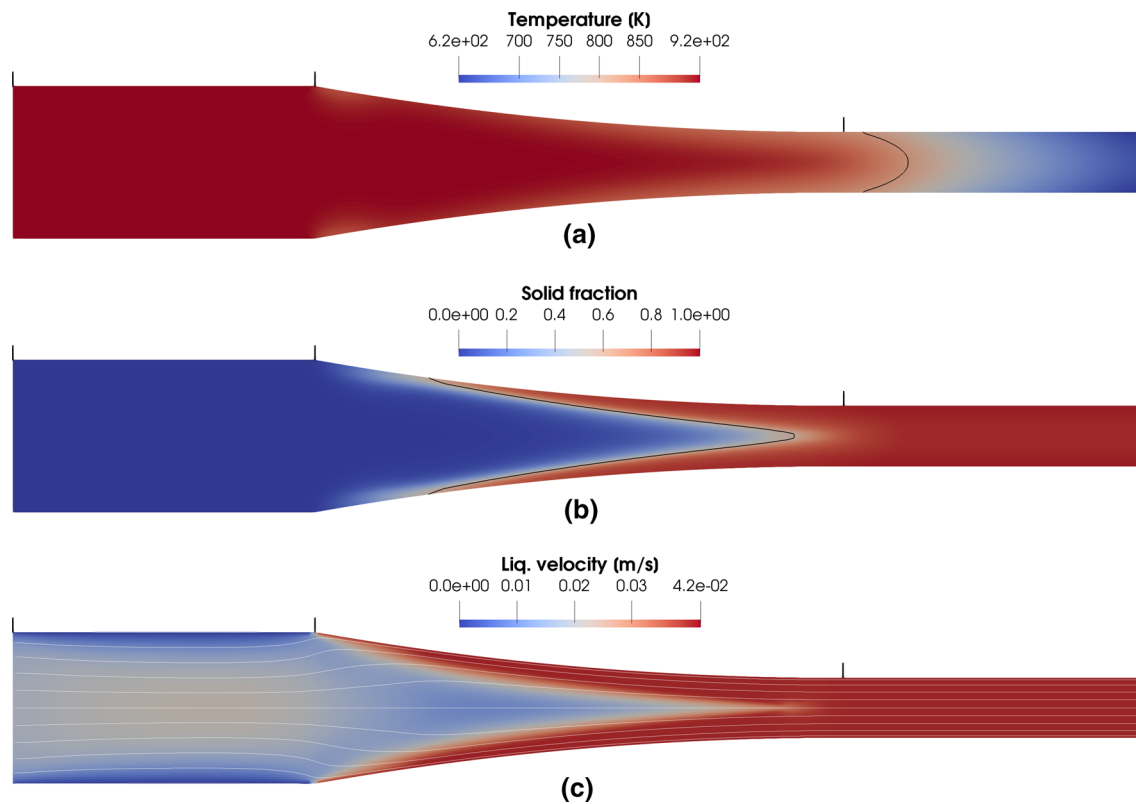 Temperature (K)
6.2e+02 700 750 800 850 9.2e+02
(a)
Solid fraction
0.0e+00 0.2 0.4 0.6 0.8 1.0e+00
(b)
Liq. velocity (m/s)
0.0e+00 0.01 0.02 0.03 4.2e-02
(c)